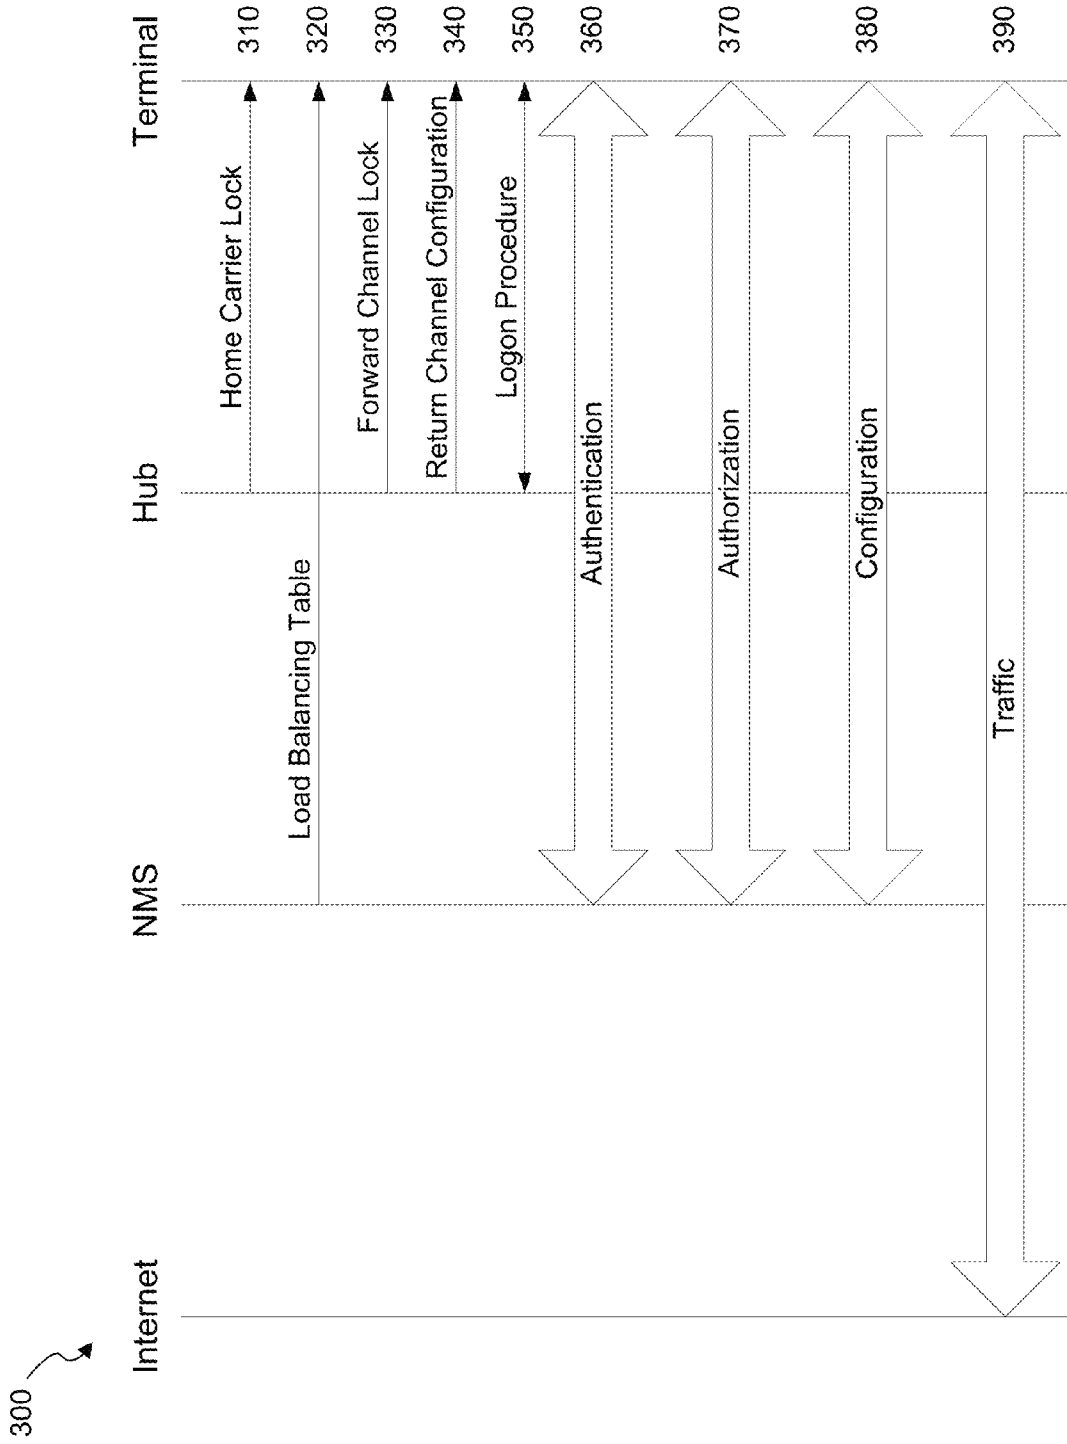 300
Internet
NMS
Hub
Terminal
Home Carrier Lock
310
Load Balancing Table
320
Forward Channel Lock
330
Return Channel Configuration
340
Logon Procedure
350
Authentication
360
Authorization
370
Configuration
380
Traffic
390